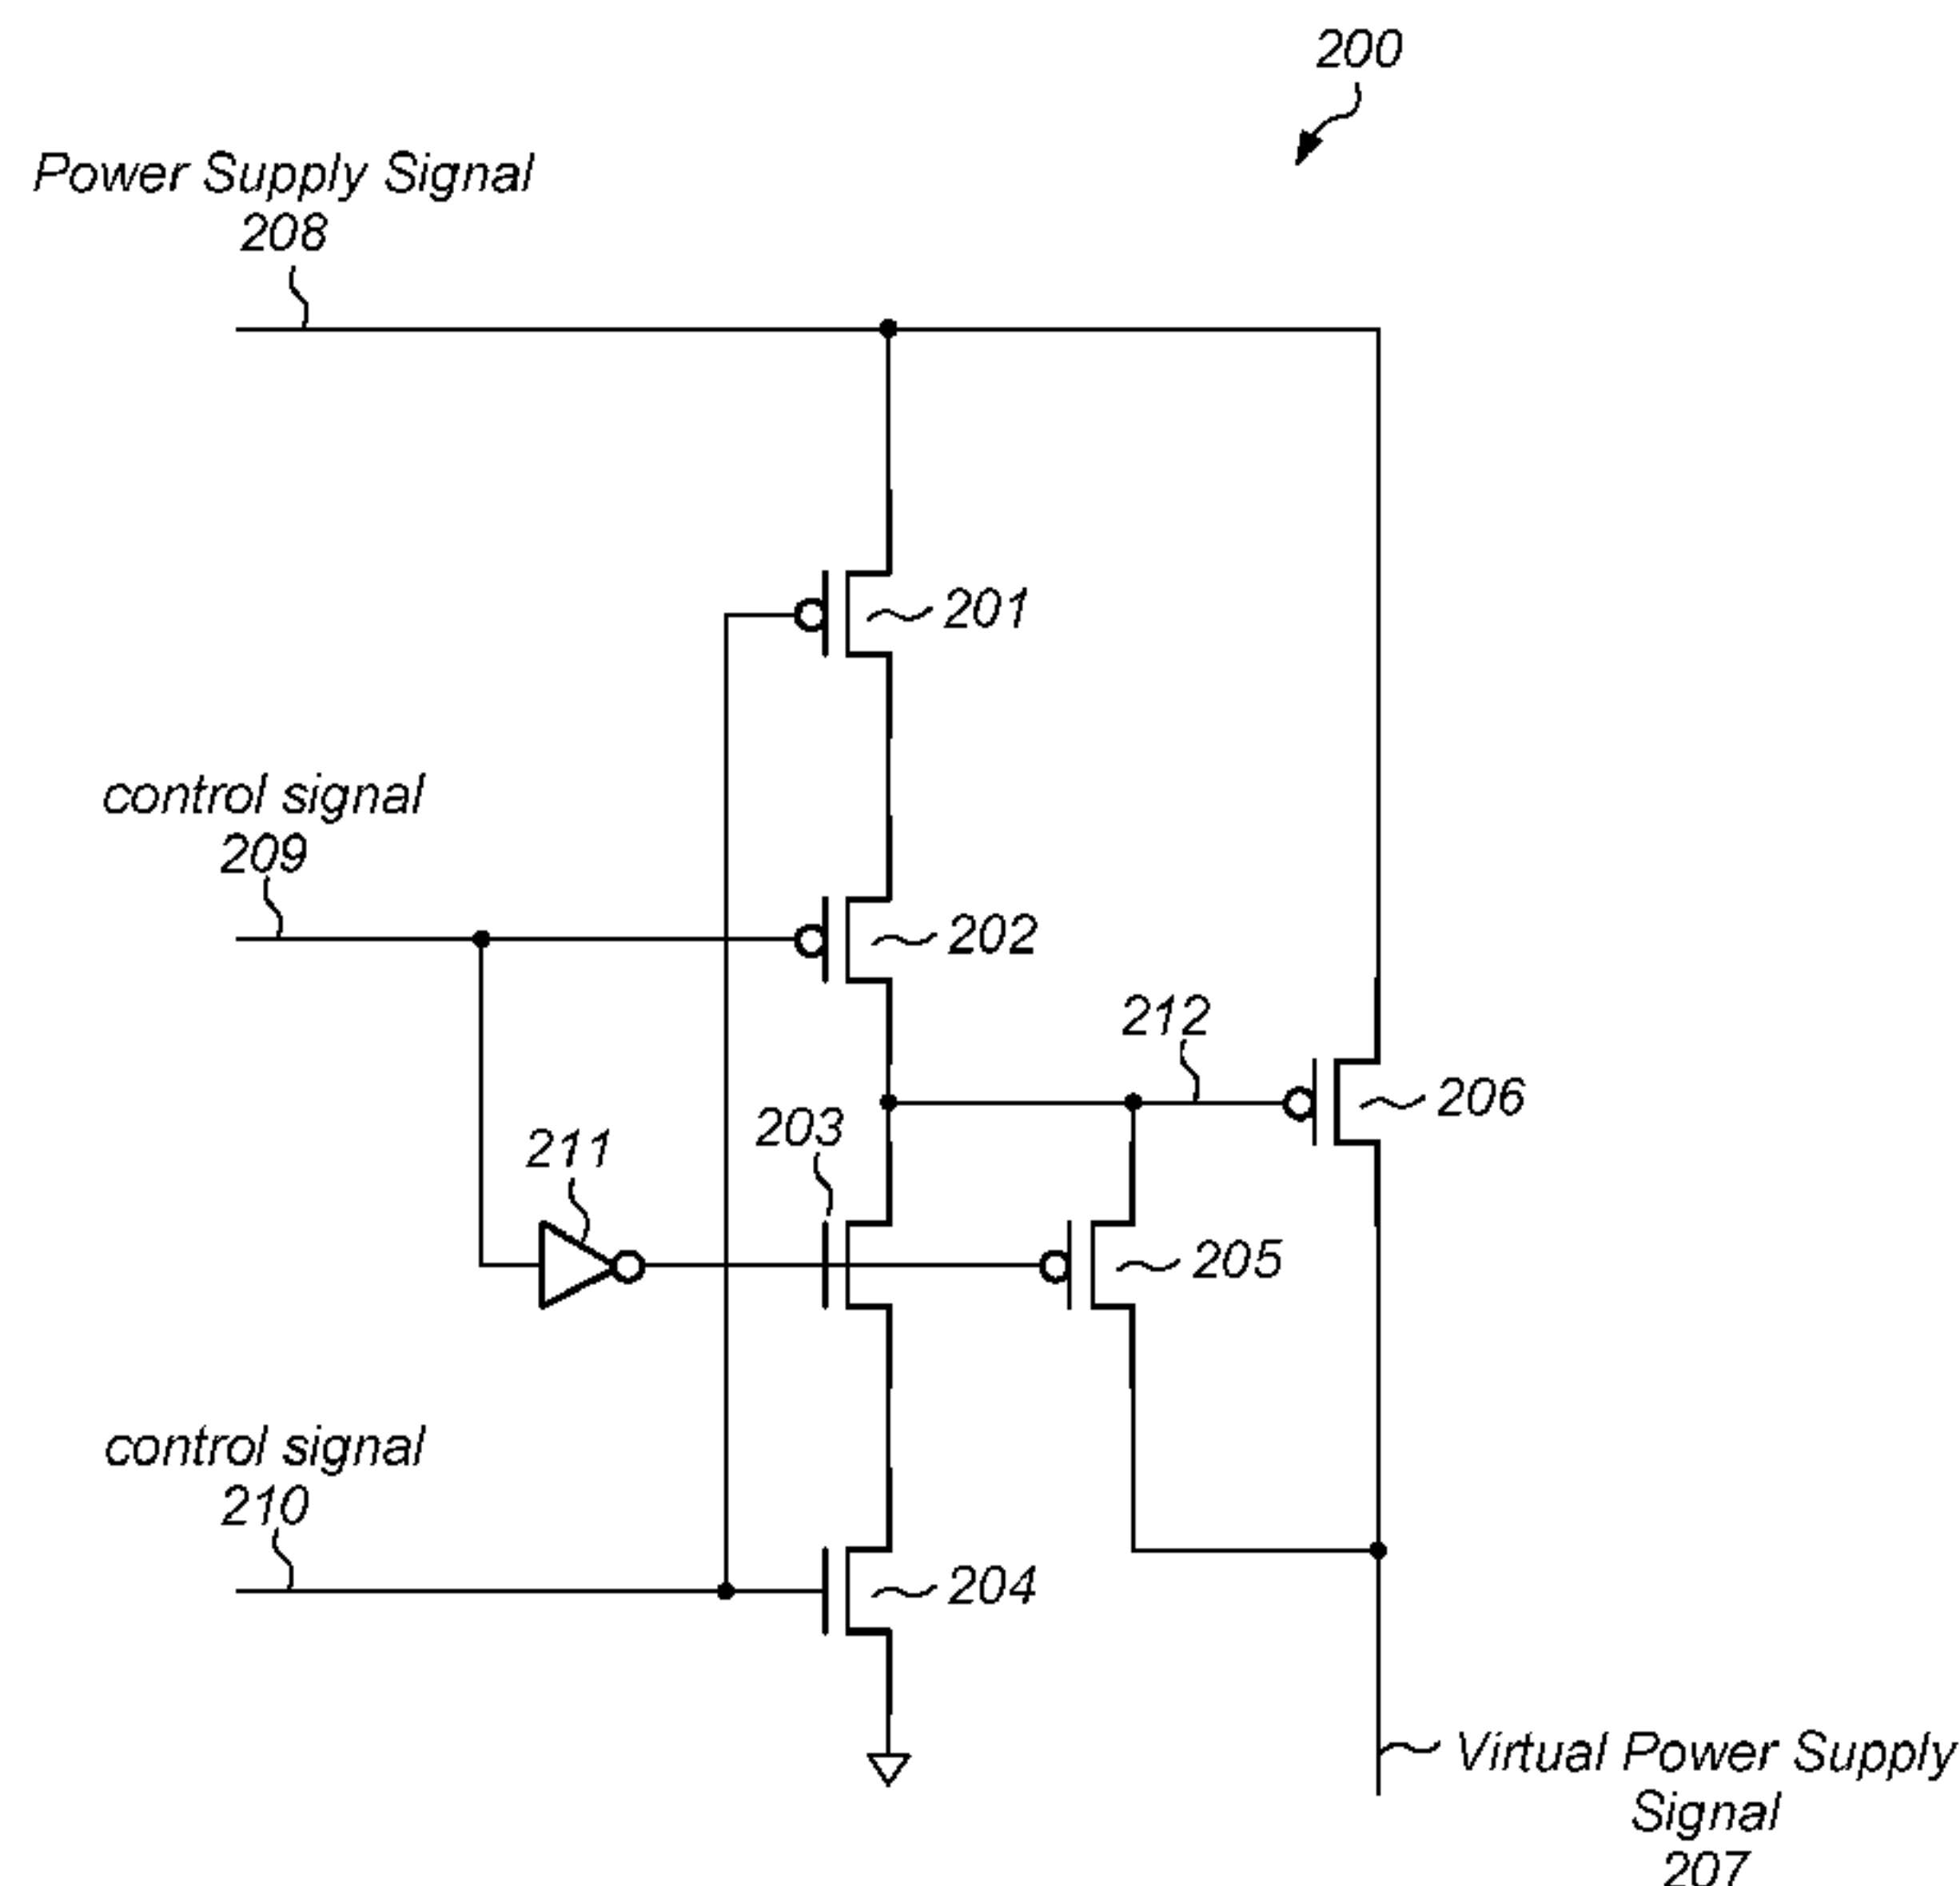 200
Power Supply Signal
208
201
control signal
209
202
212
206
203
211
205
control signal
210
204
Virtual Power Supply
Signal
207